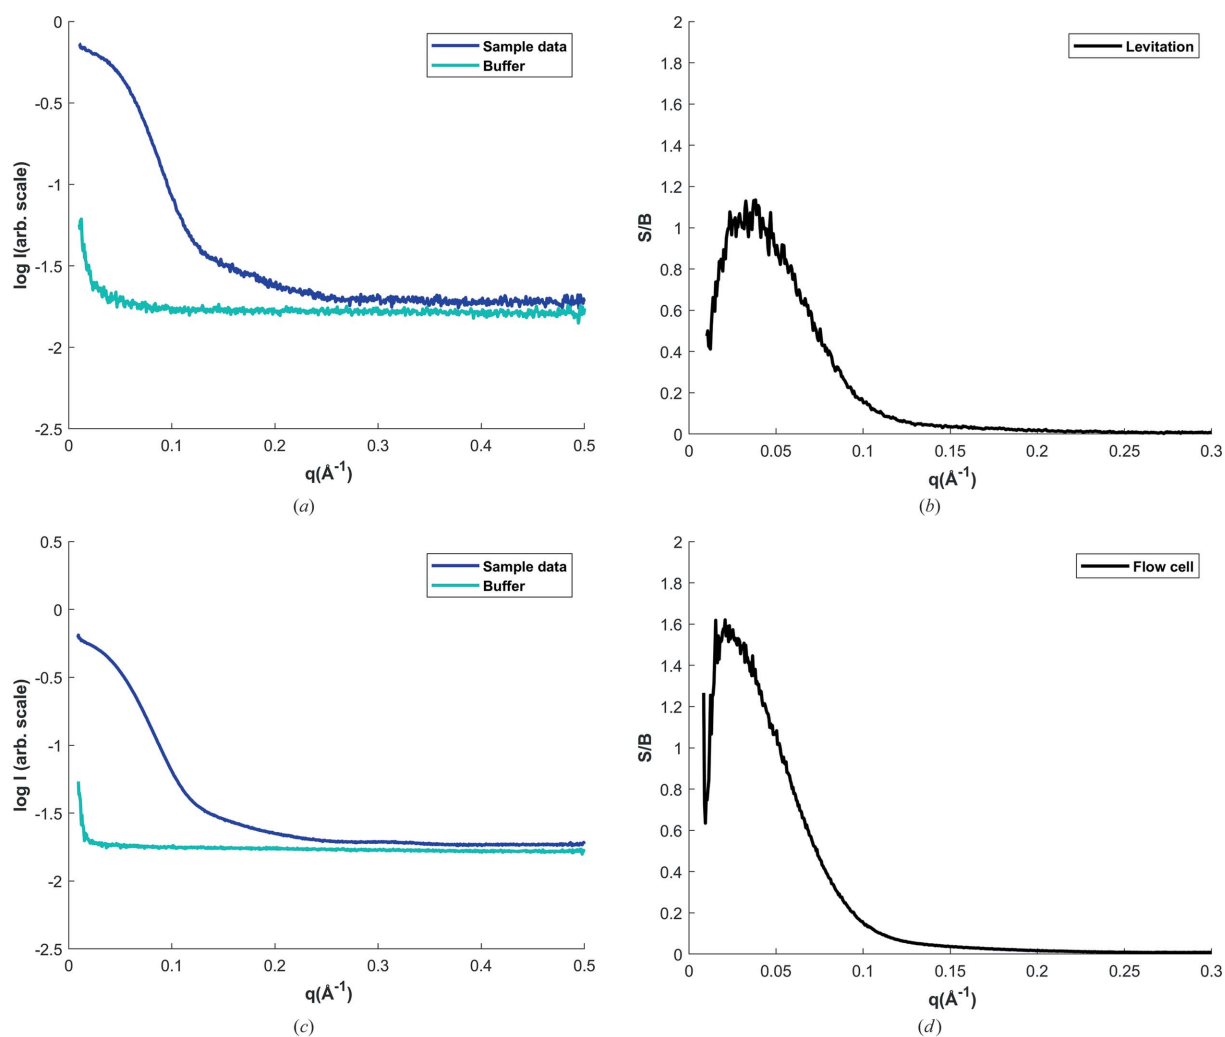 0
-0.5
-1
-1.5
-2
-2.5
log I(arb. scale)
Sample data
Buffer
0 0.1 0.2 0.3 0.4 0.5
q(Å-1)
(a)
2
1.8
1.6
1.4
1.2
1
0.8
0.6
0.4
0.2
0
S/B
Levitation
0 0.05 0.1 0.15 0.2 0.25 0.3
q(Å-1)
(b)
0.5
0
-0.5
-1
-1.5
-2
-2.5
log I (arb. scale)
Sample data
Buffer
0 0.1 0.2 0.3 0.4 0.5
q(Å-1)
(c)
2
1.8
1.6
1.4
1.2
1
0.8
0.6
0.4
0.2
0
S/B
Flow cell
0 0.05 0.1 0.15 0.2 0.25 0.3
q(Å-1)
(d)